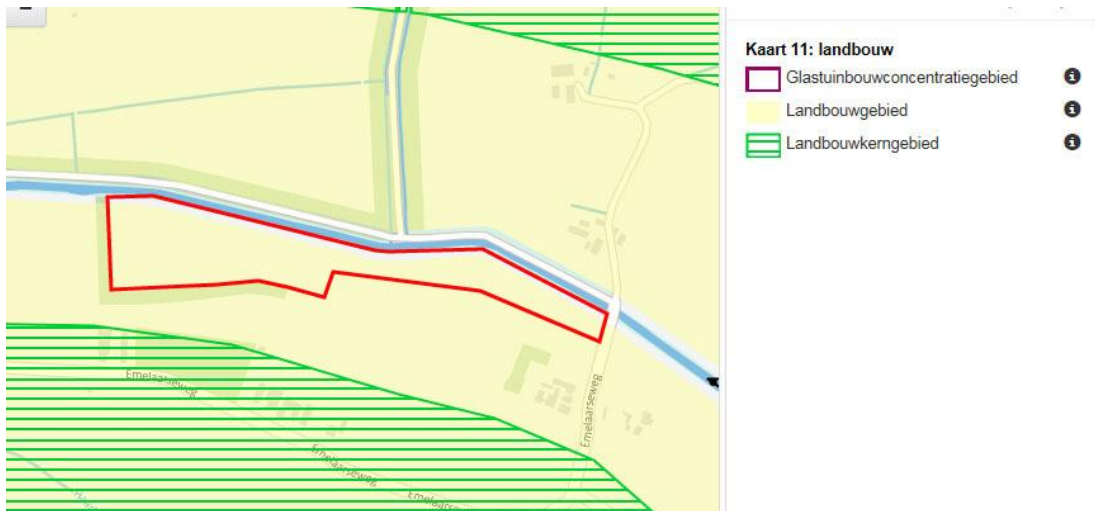 Kaart 11: landbouw
Glastuinbouwconcentratiegebied
Landbouwgebied
Landbouwkerngebied
Emelaarseweg
Emelaarseweg
Emelaarseweg